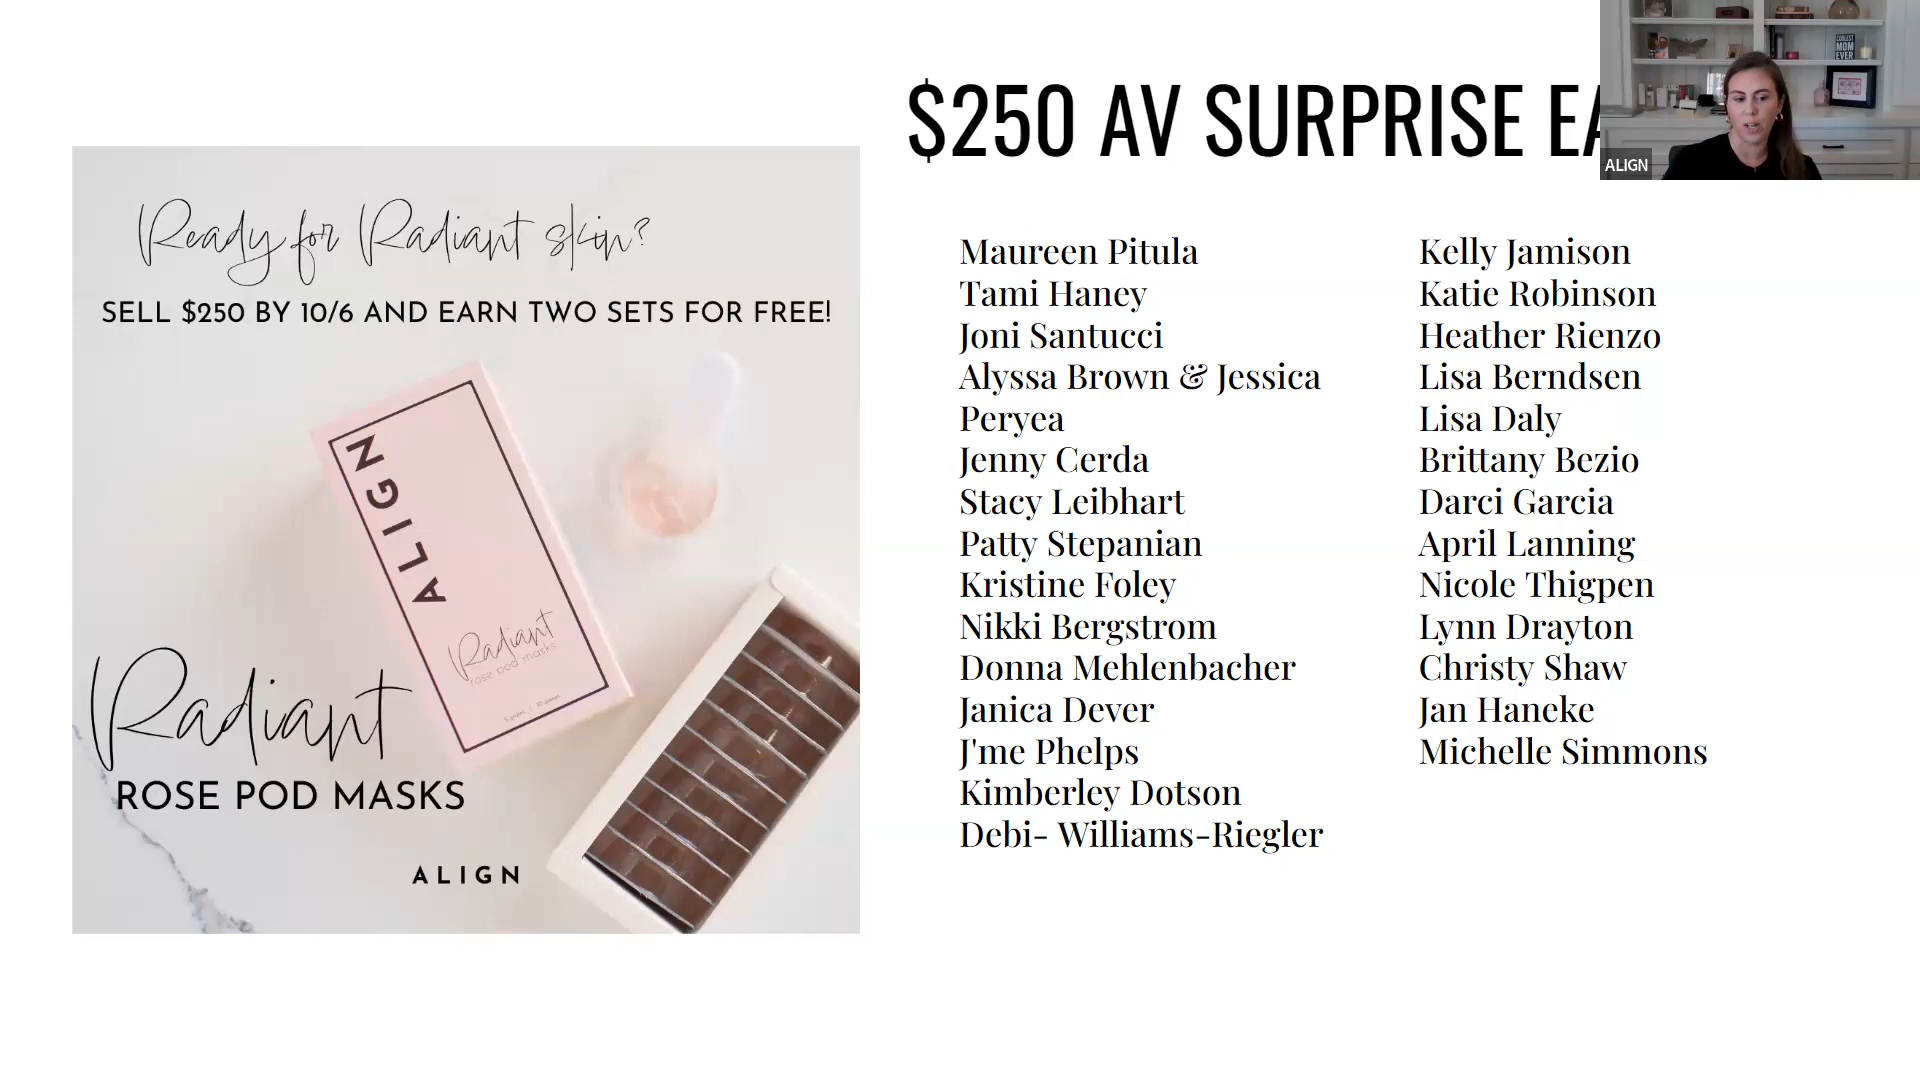 $250 AV SURPRISE
ALIGN
COOLEST
MOM
EVER
Ready for Radiant skin?
SELL $250 BY 10/6 AND EARN TWO SETS FOR FREE!
ALIGN
Radiant
rose pod masks
Radiant
ROSE POD MASKS
ALIGN
Maureen Pitula
Tami Haney
Joni Santucci
Alyssa Brown & Jessica
Peryea
Jenny Cerda
Stacy Leibhart
Patty Stepanian
Kristine Foley
Nikki Bergstrom
Donna Mehlenbacher
Janica Dever
J'me Phelps
Kimberley Dotson
Debi- Williams-Riegler
Kelly Jamison
Katie Robinson
Heather Rienzo
Lisa Berndsen
Lisa Daly
Brittany Bezio
Darci Garcia
April Lanning
Nicole Thigpen
Lynn Drayton
Christy Shaw
Jan Haneke
Michelle Simmons